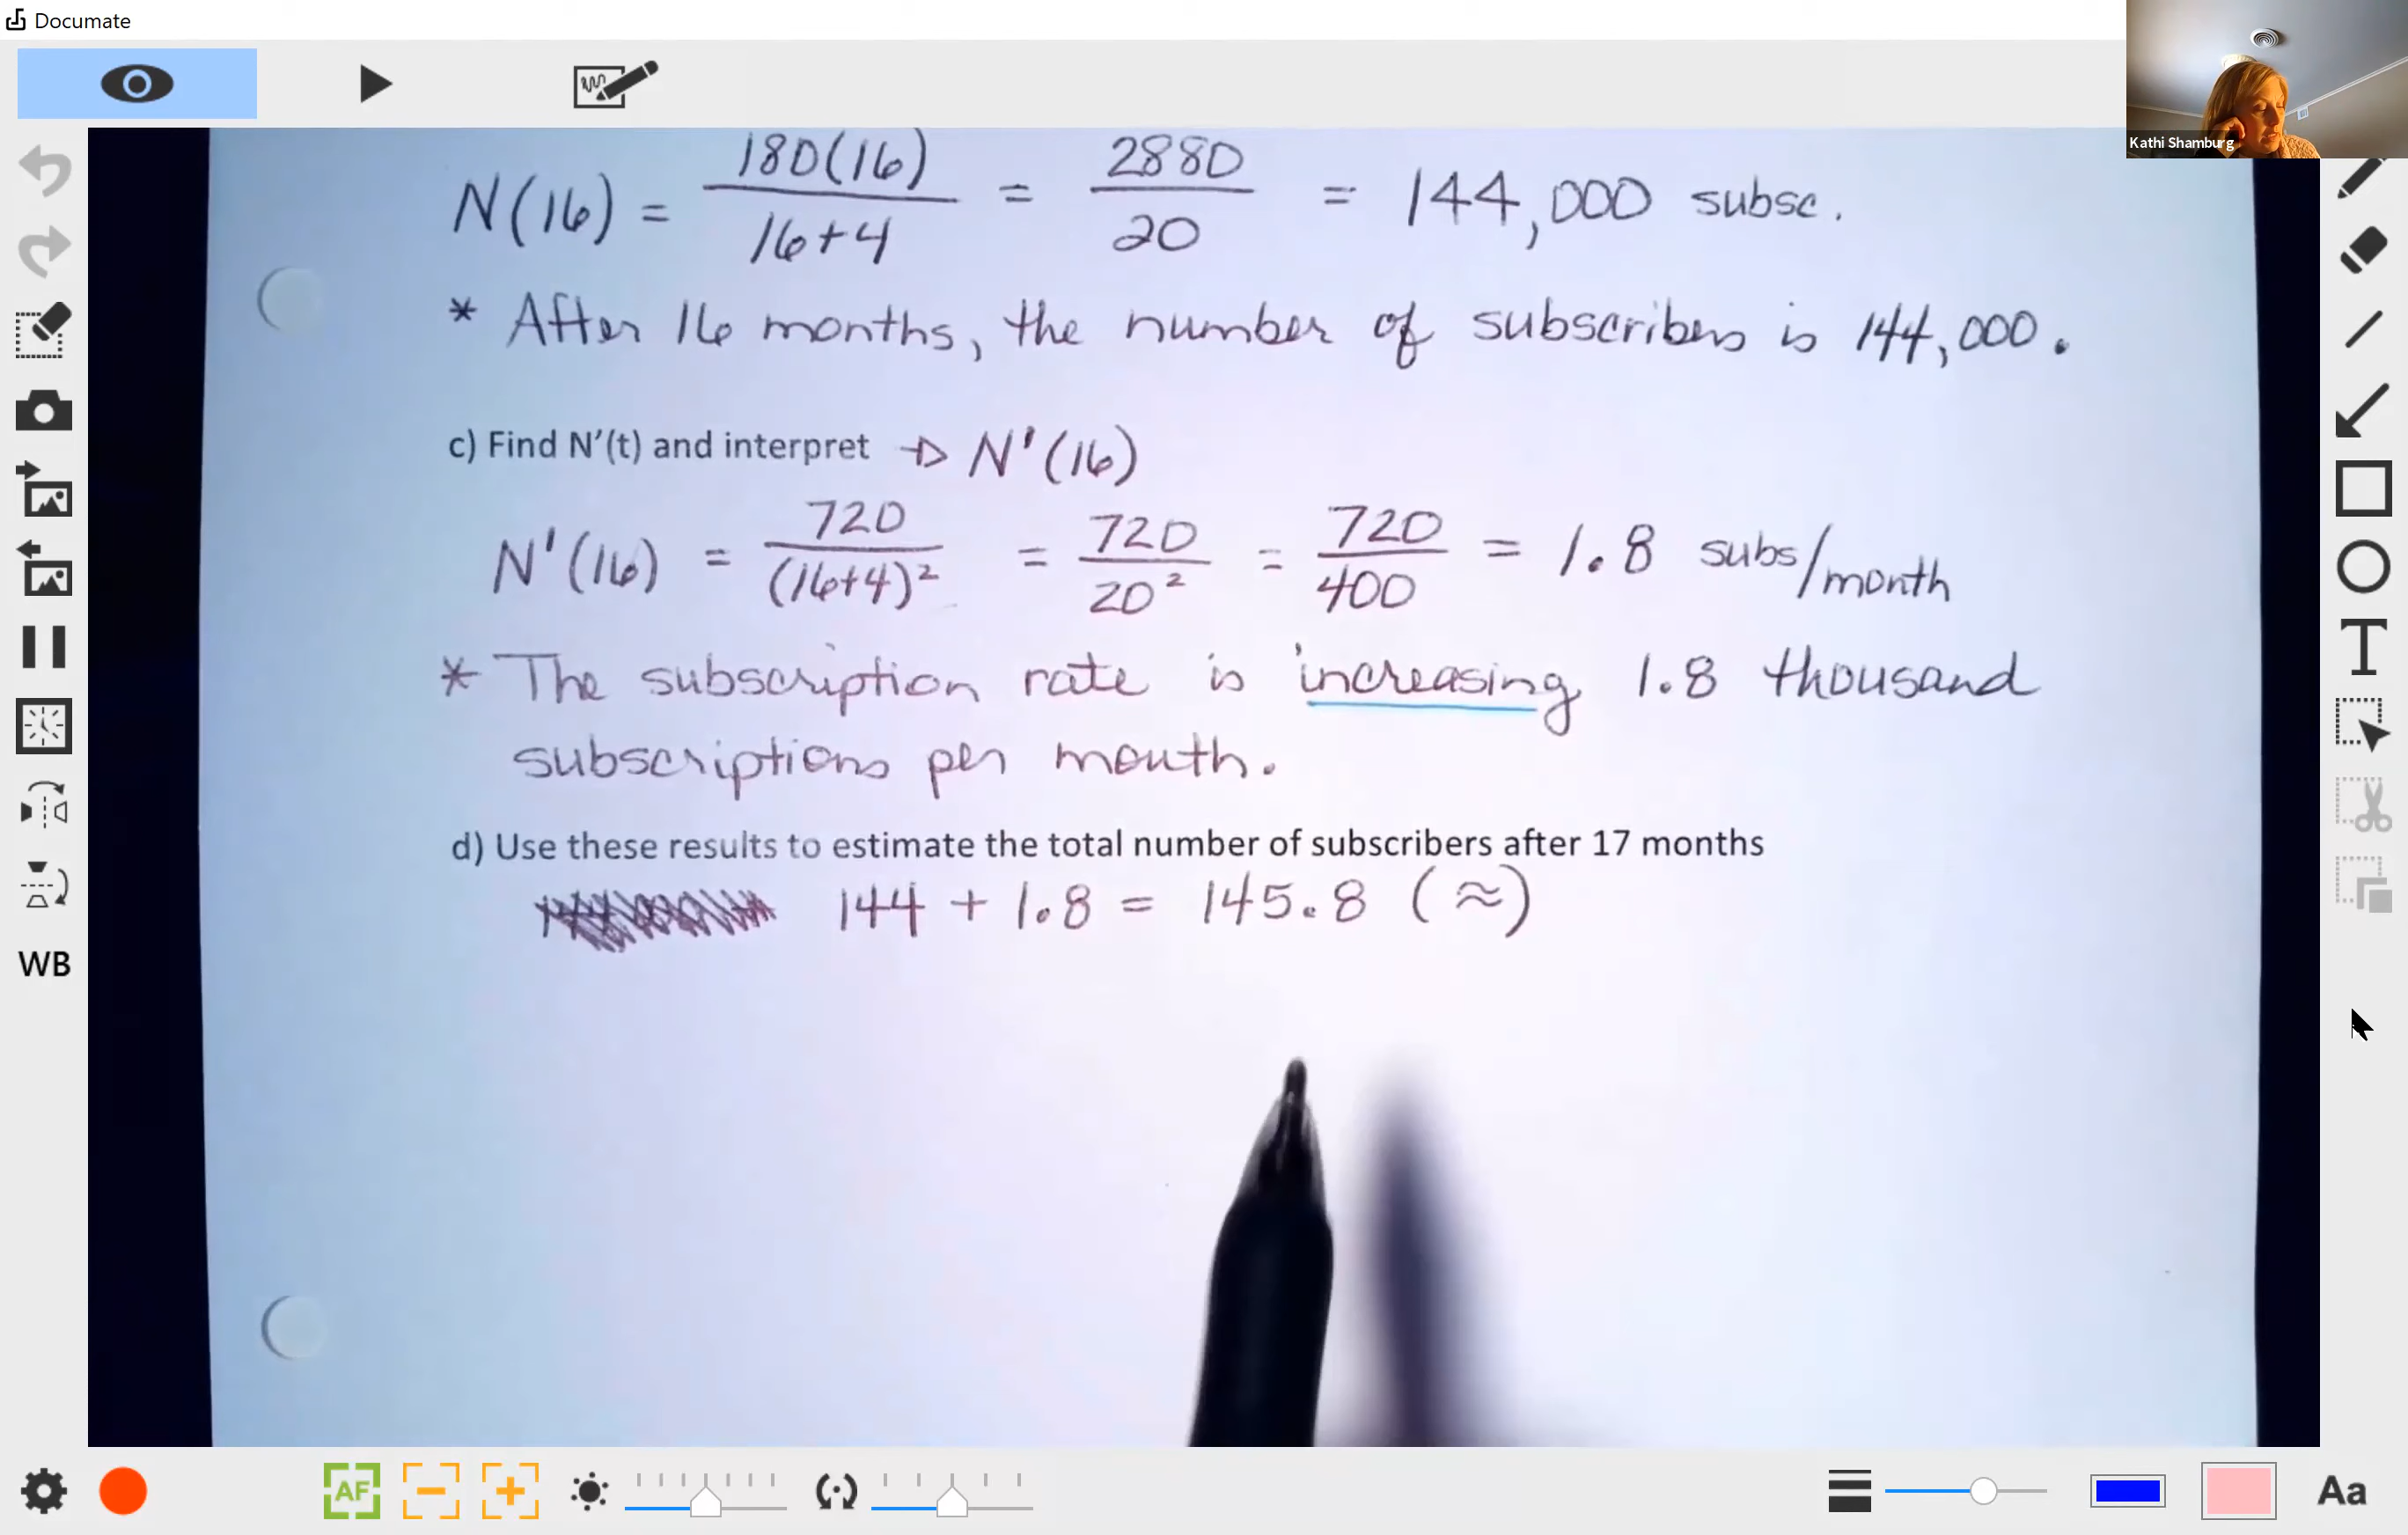 Documate
Kathi Shamburg
N(16) = 180(16) / 16+4 = 2880 / 20 = 144,000 subsc.
* After 16 months, the number of subscribers is 144,000.
c) Find N'(t) and interpret → N'(16)
N'(16) = 720 / (16+4)² = 720 / 20² = 720 / 400 = 1.8 subs/month
* The subscription rate is increasing 1.8 thousand
subscriptions per month.
d) Use these results to estimate the total number of subscribers after 17 months
144 + 1.8 = 145.8 (≈)
T
WB
AF
Aa